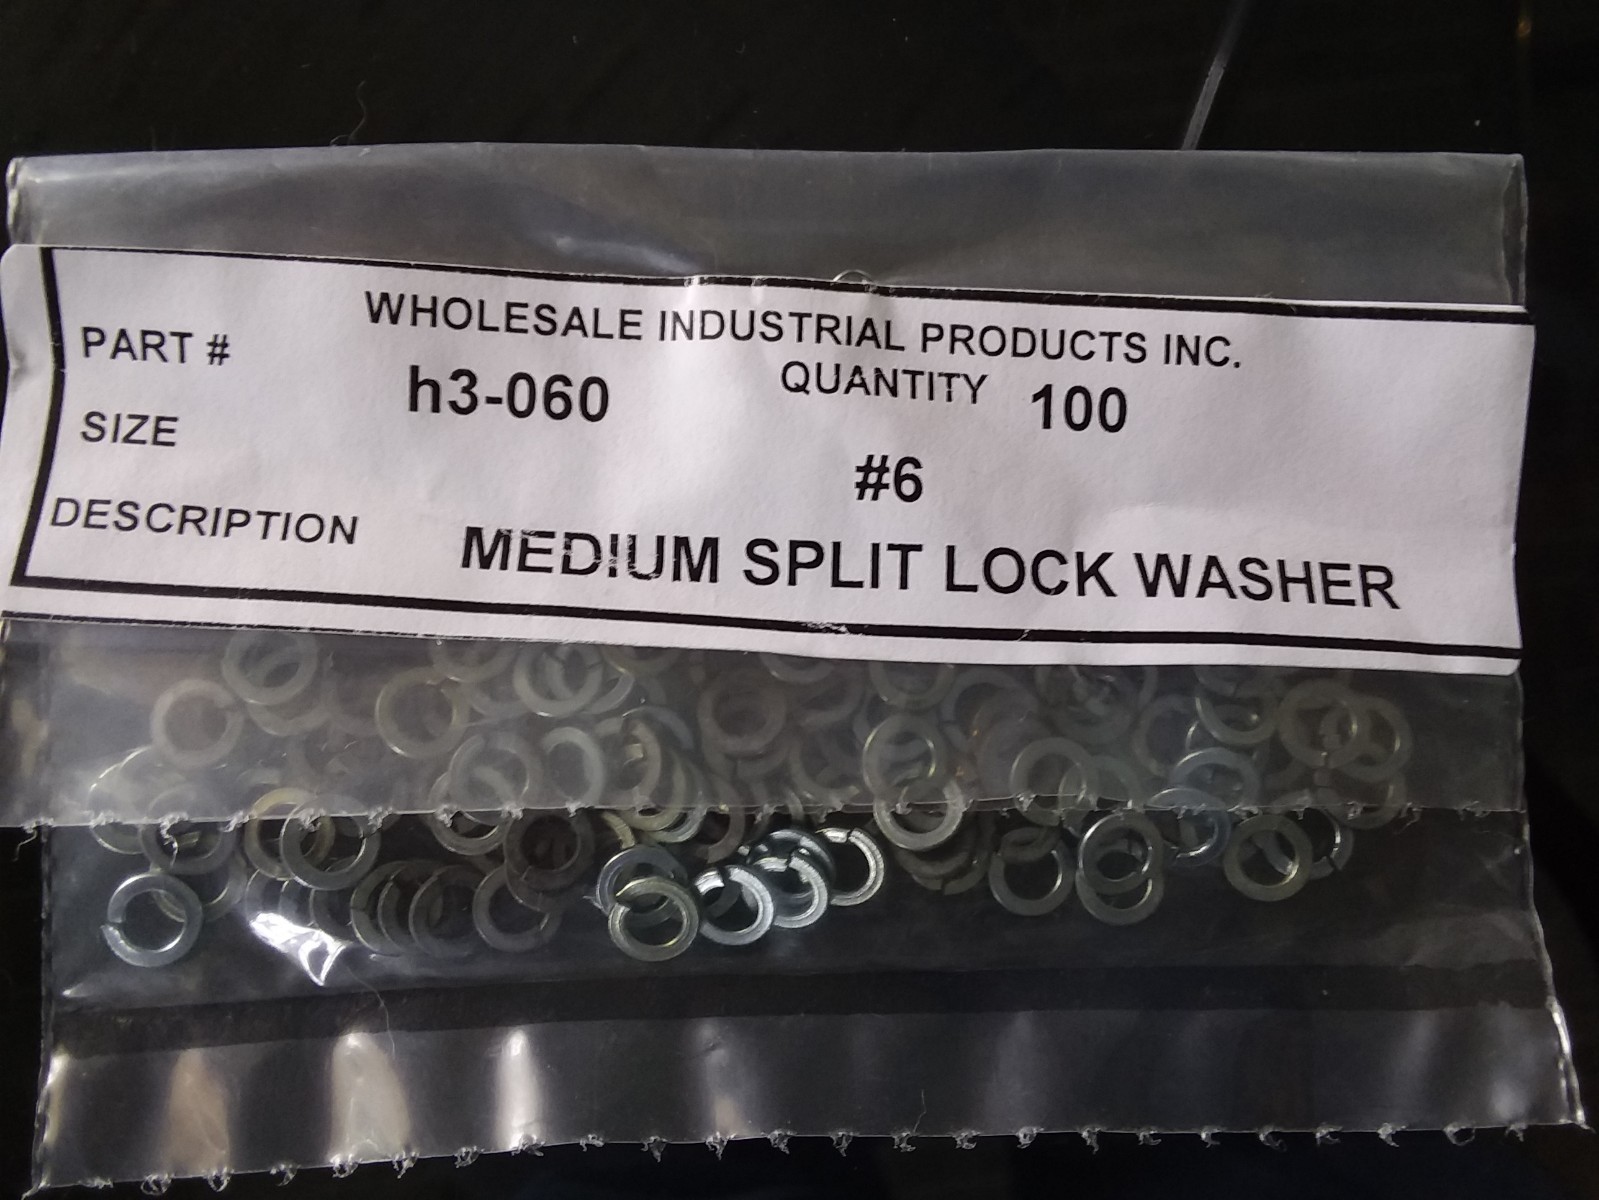 WHOLESALE INDUSTRIAL PRODUCTS INC.
PART # h3-060 QUANTITY 100
SIZE #6
DESCRIPTION MEDIUM SPLIT LOCK WASHER